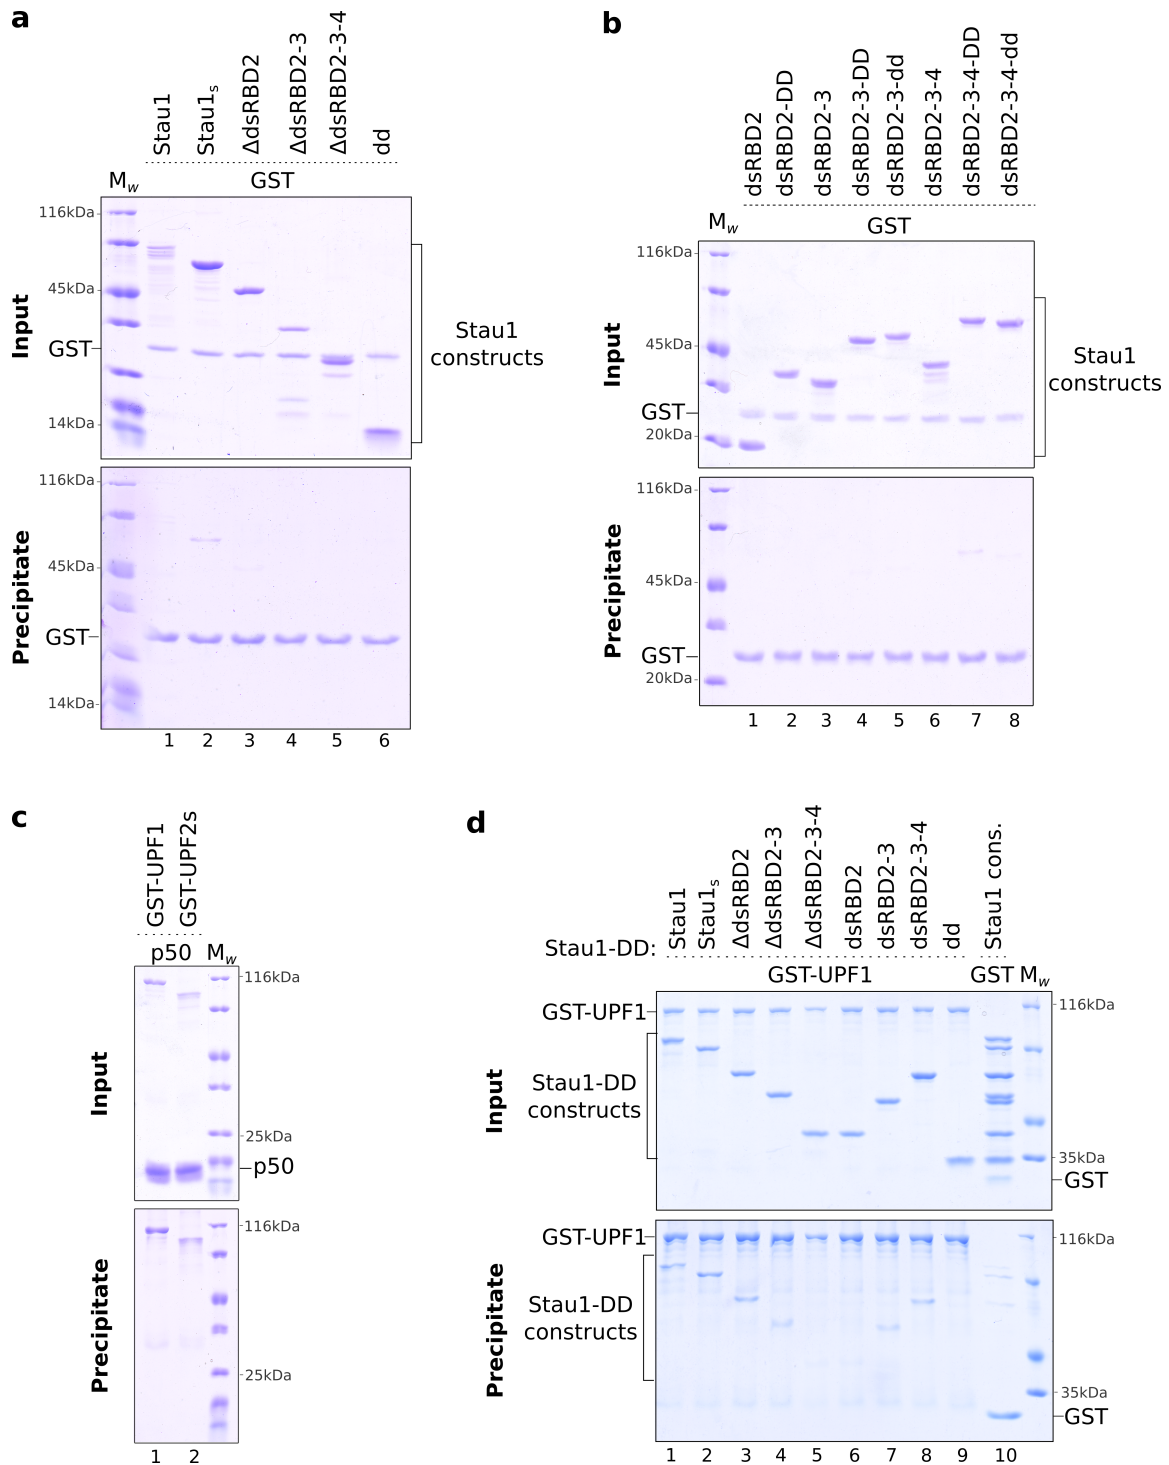 a
Stau1
Stau1s
ΔdsRBD2
ΔdsRBD2-3
ΔdsRBD2-3-4
dd
Mw
GST
116kDa
45kDa
GST
14kDa
Input
Stau1
constructs
116kDa
45kDa
GST
14kDa
Precipitate
1 2 3 4 5 6
b
dsRBD2
dsRBD2-DD
dsRBD2-3
dsRBD2-3-DD
dsRBD2-3-dd
dsRBD2-3-4
dsRBD2-3-4-DD
dsRBD2-3-4-dd
Mw
GST
116kDa
45kDa
GST
20kDa
Input
Stau1
constructs
116kDa
45kDa
GST
20kDa
Precipitate
1 2 3 4 5 6 7 8
c
GST-UPF1
GST-UPF2s
p50 Mw
116kDa
25kDa
p50
Input
116kDa
25kDa
Precipitate
1 2
d
Stau1-DD:
Stau1
Stau1s
ΔdsRBD2
ΔdsRBD2-3
ΔdsRBD2-3-4
dsRBD2
dsRBD2-3
dsRBD2-3-4
dd
Stau1 cons.
GST-UPF1 GST Mw
GST-UPF1
116kDa
Stau1-DD
constructs
Input
35kDa
GST
GST-UPF1
116kDa
Stau1-DD
constructs
Precipitate
35kDa
GST
1 2 3 4 5 6 7 8 9 10